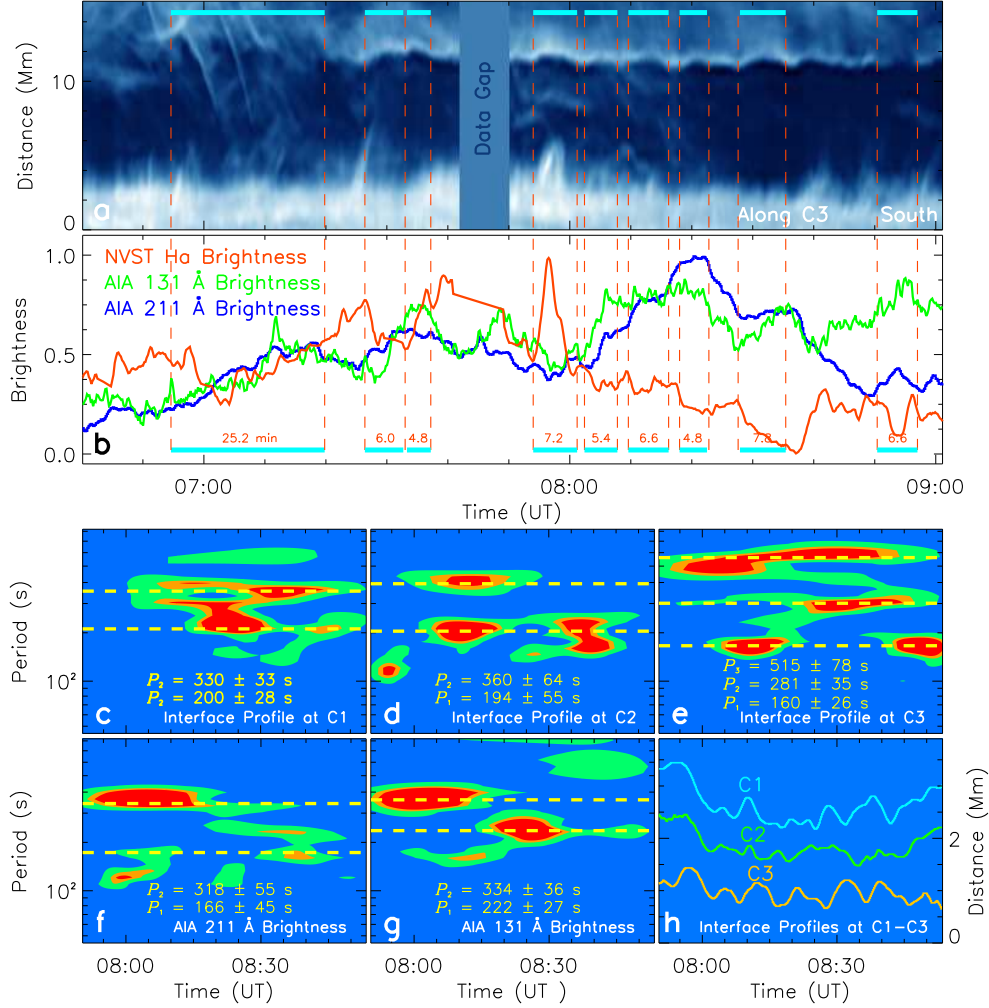 Distance (Mm)
10
0
Data Gap
a
Along C3
South
Brightness
1.0
0.5
0.0
NVST Ha Brightness
AIA 131 Å Brightness
AIA 211 Å Brightness
b
25.2 min
6.0
4.8
7.2
5.4
6.6
4.8
7.8
6.6
07:00
08:00
09:00
Time (UT)
Period (s)
10²
P₂ = 330 ± 33 s
P₂ = 200 ± 28 s
c
Interface Profile at C1
P₂ = 360 ± 64 s
P₁ = 194 ± 55 s
d
Interface Profile at C2
P₃ = 515 ± 78 s
P₂ = 281 ± 35 s
P₁ = 160 ± 26 s
e
Interface Profile at C3
Period (s)
10²
P₂ = 318 ± 55 s
P₁ = 166 ± 45 s
f
AIA 211 Å Brightness
P₂ = 334 ± 36 s
P₁ = 222 ± 27 s
g
AIA 131 Å Brightness
C1
C2
C3
h
Interface Profiles at C1–C3
2
0
Distance (Mm)
08:00
08:30
08:00
08:30
08:00
08:30
Time (UT)
Time (UT )
Time (UT)